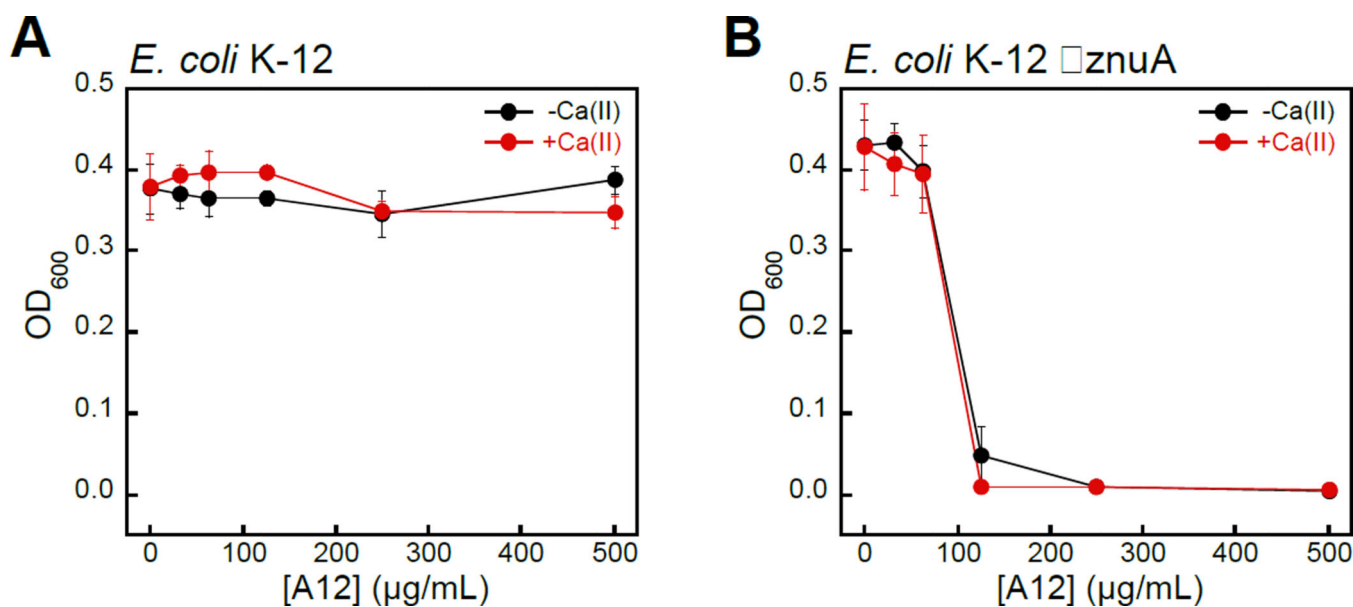 A
E. coli K-12
0.5
0.4
0.3
0.2
0.1
0.0
OD600
-Ca(II)
+Ca(II)
0 100 200 300 400 500
[A12] (µg/mL)
B
E. coli K-12 □znuA
0.5
0.4
0.3
0.2
0.1
0.0
OD600
-Ca(II)
+Ca(II)
0 100 200 300 400 500
[A12] (µg/mL)